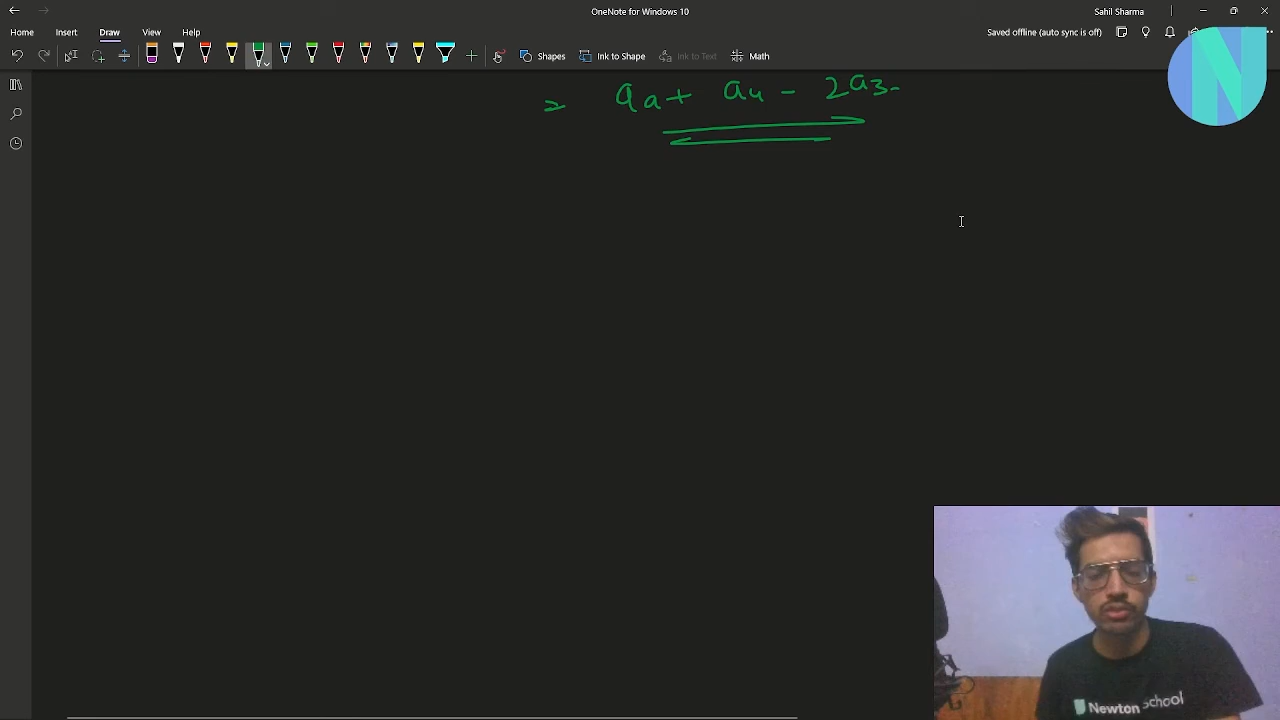 OneNote for Windows 10
Sahil Sharma
Home Insert Draw View Help
Saved offline (auto sync is off)
Shapes Ink to Shape Ink to Text Math
= a2+ a4 - 2a3
Newton School